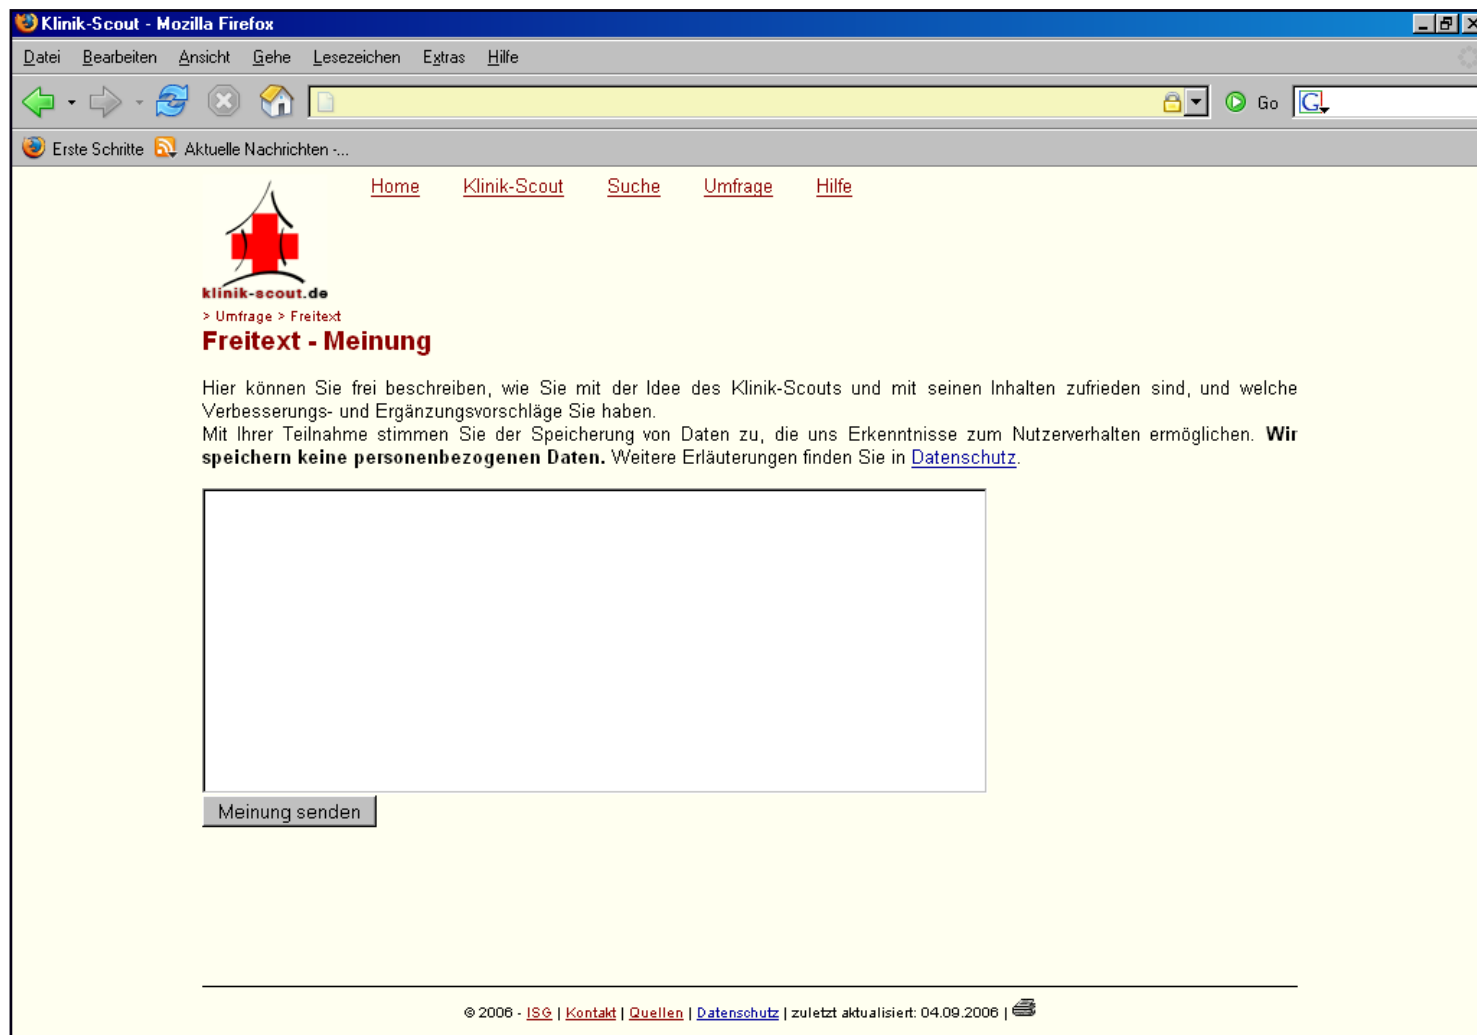 Klinik-Scout - Mozilla Firefox
Datei Bearbeiten Ansicht Gehe Lesezeichen Extras Hilfe
Go G
Erste Schritte Aktuelle Nachrichten -...
Home Klinik-Scout Suche Umfrage Hilfe
klinik-scout.de
> Umfrage > Freitext
Freitext - Meinung
Hier können Sie frei beschreiben, wie Sie mit der Idee des Klinik-Scouts und mit seinen Inhalten zufrieden sind, und welche
Verbesserungs- und Ergänzungsvorschläge Sie haben.
Mit Ihrer Teilnahme stimmen Sie der Speicherung von Daten zu, die uns Erkenntnisse zum Nutzerverhalten ermöglichen. Wir
speichern keine personenbezogenen Daten. Weitere Erläuterungen finden Sie in Datenschutz.
Meinung senden
© 2006 - ISG | Kontakt | Quellen | Datenschutz | zuletzt aktualisiert: 04.09.2006 |